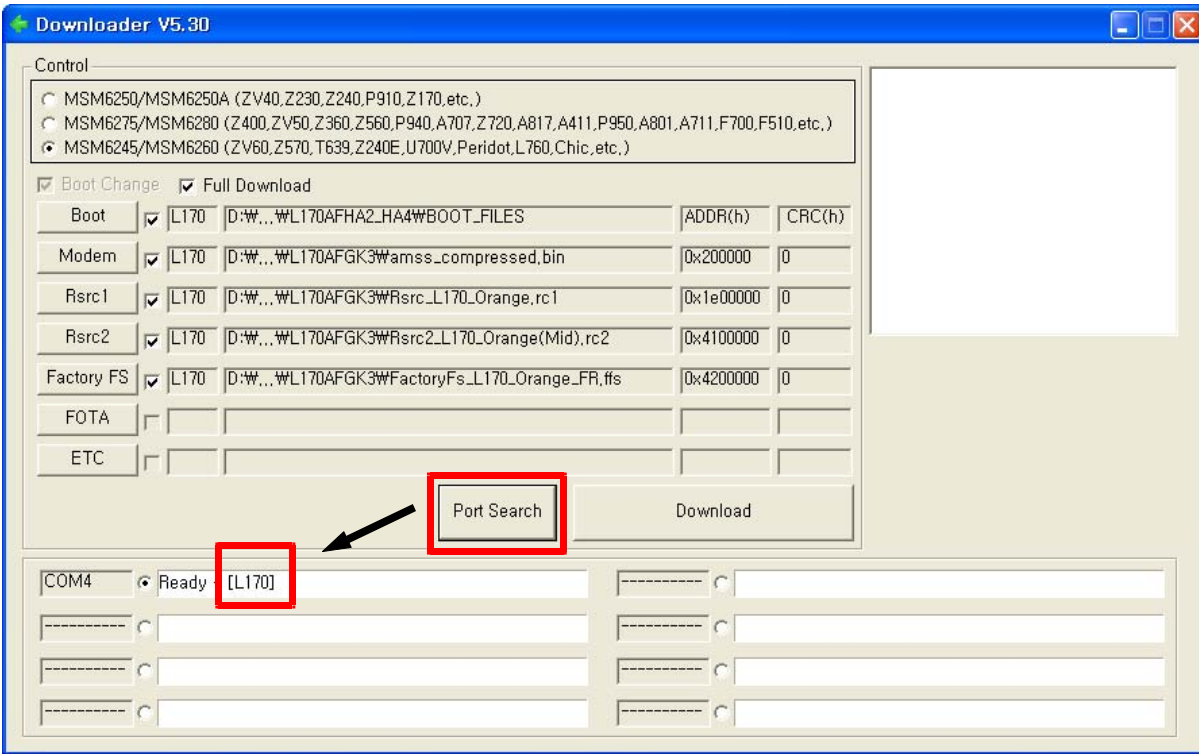 Downloader V5.30
Control
MSM6250/MSM6250A (ZV40,Z230,Z240,P910,Z170,etc.)
MSM6275/MSM6280 (Z400,ZV50,Z360,Z560,P940,A707,Z720,A817,A411,P950,A801,A711,F700,F510,etc.)
MSM6245/MSM6260 (ZV60,Z570,T639,Z240E,U700V,Peridot,L760,Chic,etc.)
Boot Change Full Download
Boot L170 D:₩...₩L170AFHA2_HA4₩BOOT_FILES ADDR(h) CRC(h)
Modem L170 D:₩...₩L170AFGK3₩amss_compressed.bin 0x200000 0
Rsrc1 L170 D:₩...₩L170AFGK3₩Rsrc_L170_Orange.rc1 0x1e00000 0
Rsrc2 L170 D:₩...₩L170AFGK3₩Rsrc2_L170_Orange(Mid).rc2 0x4100000 0
Factory FS L170 D:₩...₩L170AFGK3₩FactoryFs_L170_Orange_FR.ffs 0x4200000 0
FOTA
ETC
Port Search Download
COM4 Ready - [L170] ----------
---------- ----------
---------- ----------
---------- ----------